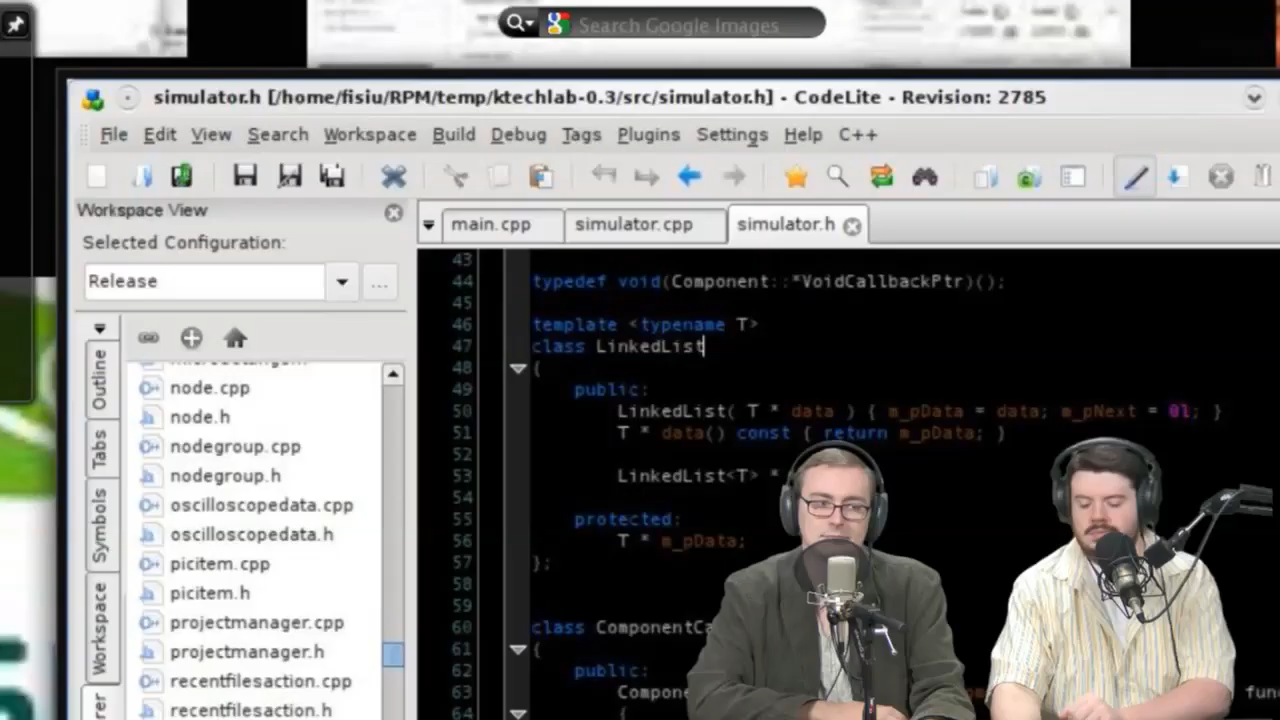 Search Google Images
simulator.h [/home/fisiu/RPM/temp/ktechlab-0.3/src/simulator.h] - CodeLite - Revision: 2785
File Edit View Search Workspace Build Debug Tags Plugins Settings Help C++
Workspace View
Selected Configuration:
Release
...
Outline
Tabs
Symbols
Workspace
node.cpp
node.h
nodegroup.cpp
nodegroup.h
oscilloscopedata.cpp
oscilloscopedata.h
picitem.cpp
picitem.h
projectmanager.cpp
projectmanager.h
recentfilesaction.cpp
recentfilesaction.h
main.cpp simulator.cpp simulator.h
43
44 typedef void(Component::*VoidCallbackPtr)();
45
46 template <typename T>
47 class LinkedList
48 {
49 public:
50 LinkedList( T * data ) { m_pData = data; m_pNext = 0l; }
51 T * data() const { return m_pData; }
52
53 LinkedList<T> *
54
55 protected:
56 T * m_pData;
57 };
58
59
60 class ComponentCa
61 {
62 public:
63 Compone
64 {